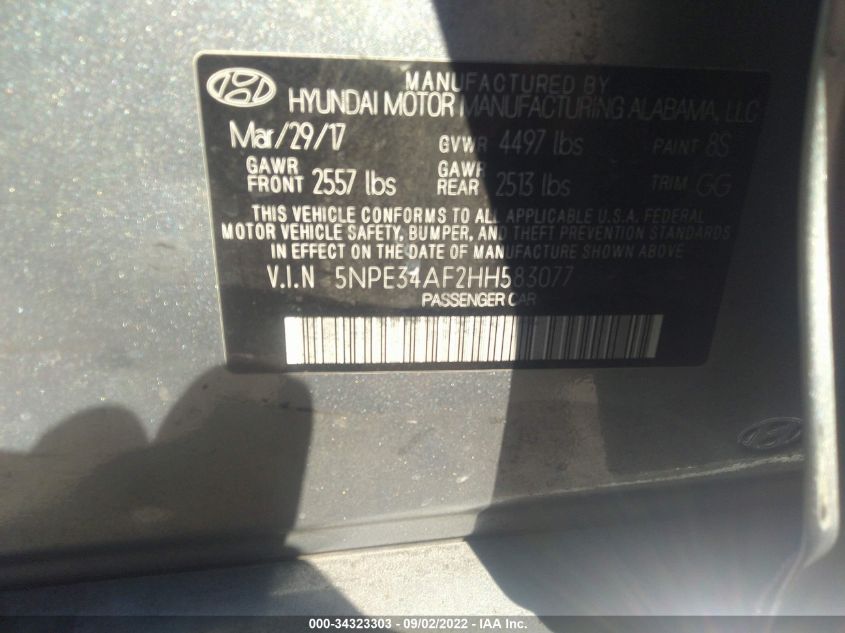 MANUFACTURED BY
HYUNDAI MOTOR MANUFACTURING ALABAMA, LLC
Mar/29/17 GVWR 4497 lbs PAINT 8S
GAWR FRONT 2557 lbs GAWR REAR 2513 lbs TRIM GG
THIS VEHICLE CONFORMS TO ALL APPLICABLE U.S.A. FEDERAL
MOTOR VEHICLE SAFETY, BUMPER, AND THEFT PREVENTION STANDARDS
IN EFFECT ON THE DATE OF MANUFACTURE SHOWN ABOVE
V.I.N 5NPE34AF2HH583077
PASSENGER CAR
000-34323303 - 09/02/2022 - IAA Inc.